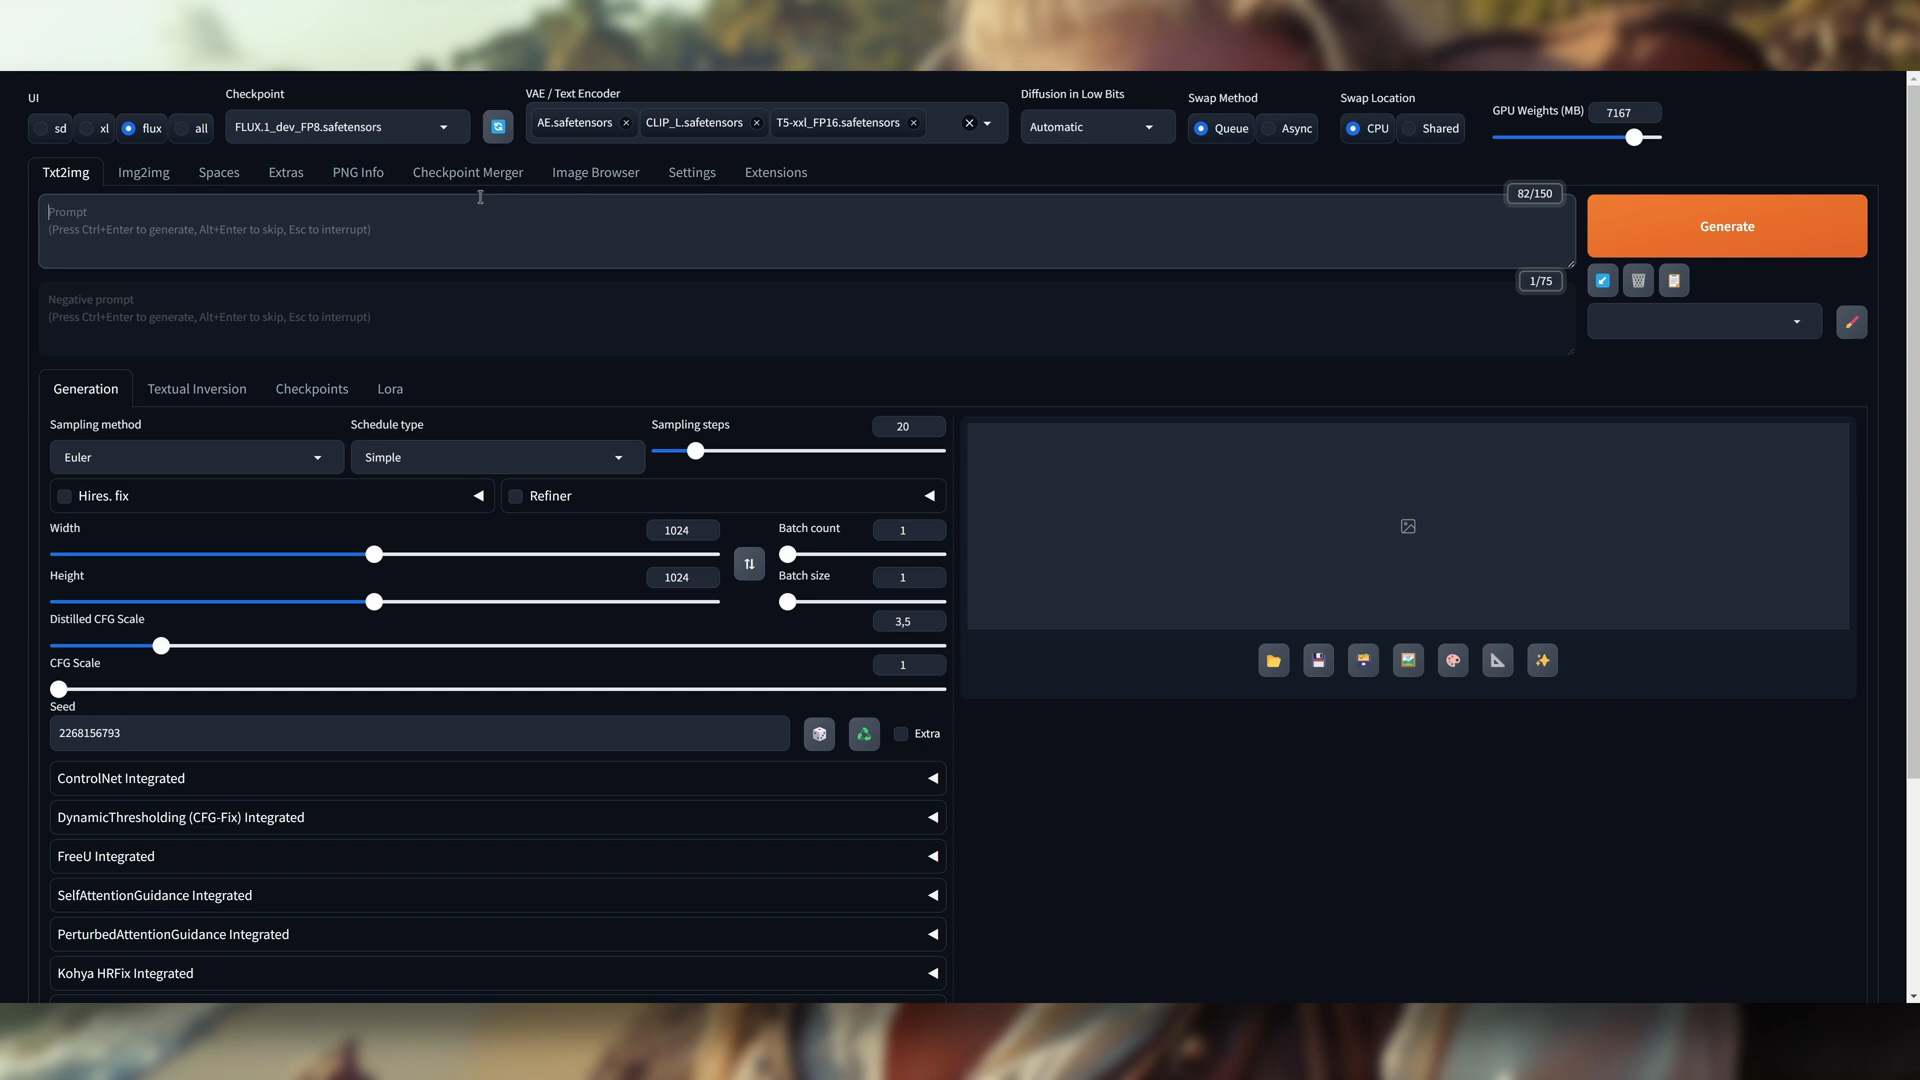 UI
sd xl flux all
Checkpoint
FLUX.1_dev_FP8.safetensors
VAE / Text Encoder
AE.safetensors CLIP_L.safetensors T5-xxl_FP16.safetensors
Diffusion in Low Bits
Automatic
Swap Method
Queue Async
Swap Location
CPU Shared
GPU Weights (MB) 7167
Txt2img Img2img Spaces Extras PNG Info Checkpoint Merger Image Browser Settings Extensions
82/150
Prompt
(Press Ctrl+Enter to generate, Alt+Enter to skip, Esc to interrupt)
Generate
1/75
Negative prompt
(Press Ctrl+Enter to generate, Alt+Enter to skip, Esc to interrupt)
Generation Textual Inversion Checkpoints Lora
Sampling method
Euler
Schedule type
Simple
Sampling steps 20
Hires. fix
Refiner
Width 1024
Height 1024
Batch count 1
Batch size 1
Distilled CFG Scale 3,5
CFG Scale 1
Seed
2268156793
Extra
ControlNet Integrated
DynamicThresholding (CFG-Fix) Integrated
FreeU Integrated
SelfAttentionGuidance Integrated
PerturbedAttentionGuidance Integrated
Kohya HRFix Integrated